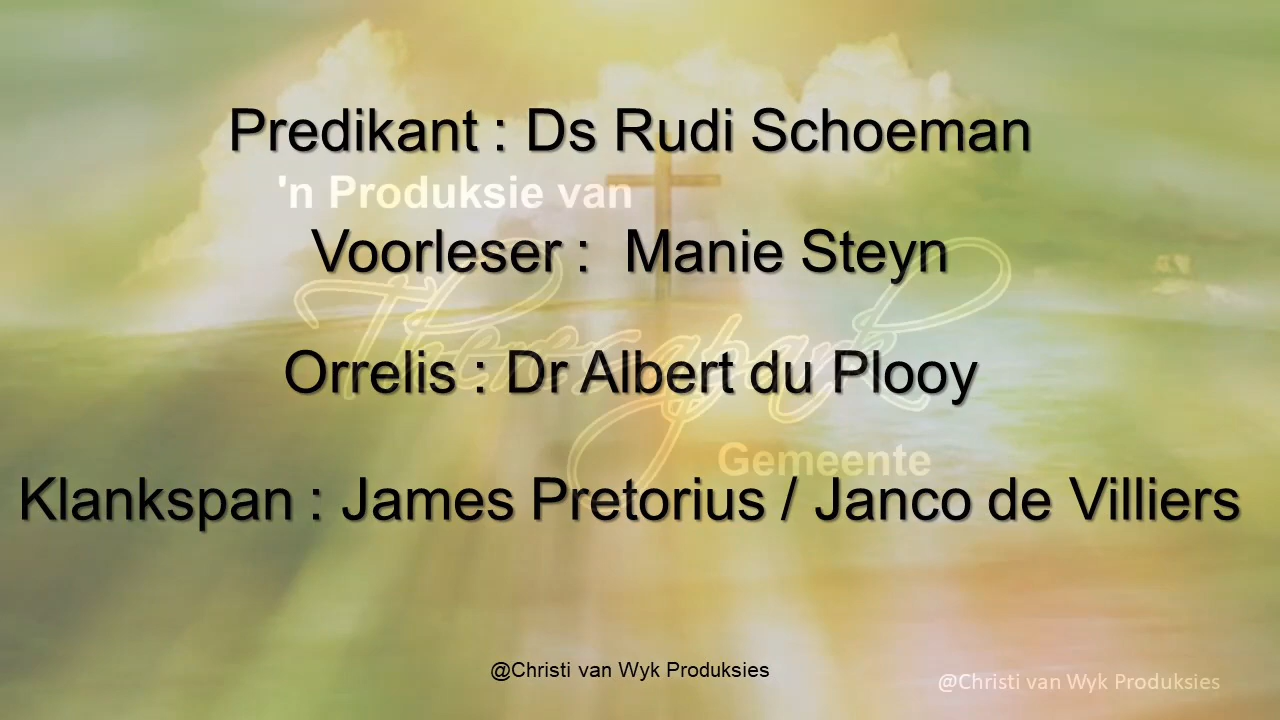 Predikant : Ds Rudi Schoeman
'n Produksie van
Voorleser : Manie Steyn
Theresapark
Orrelis : Dr Albert du Plooy
Gemeente
Klankspan : James Pretorius / Janco de Villiers
@Christi van Wyk Produksies
@Christi van Wyk Produksies